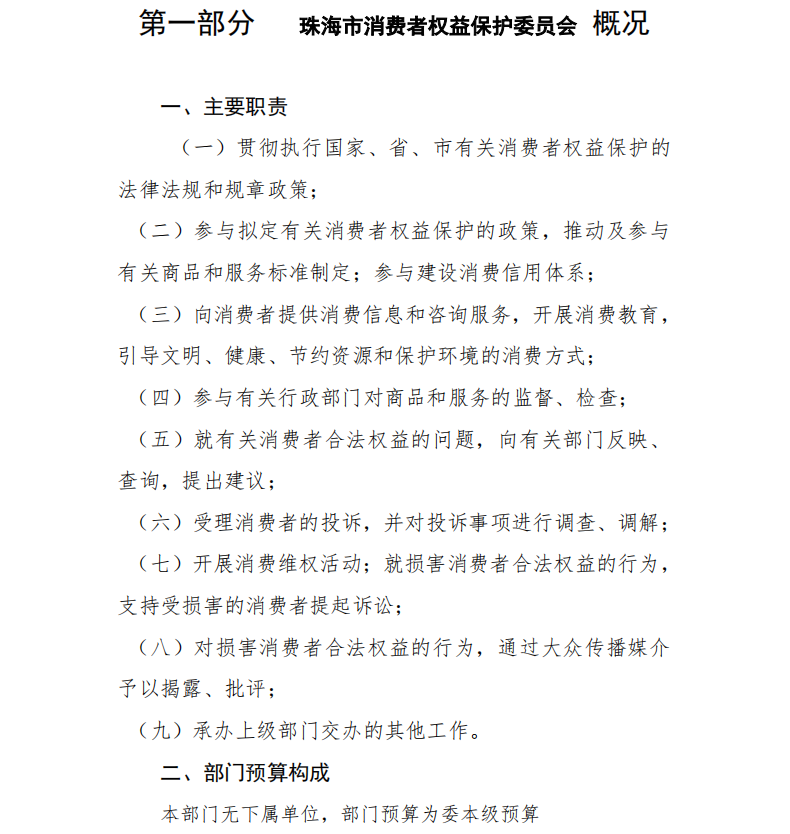 第一部分 珠海市消费者权益保护委员会 概况
一、主要职责
（一）贯彻执行国家、省、市有关消费者权益保护的
法律法规和规章政策；
（二）参与拟定有关消费者权益保护的政策，推动及参与
有关商品和服务标准制定；参与建设消费信用体系；
（三）向消费者提供消费信息和咨询服务，开展消费教育，
引导文明、健康、节约资源和保护环境的消费方式；
（四）参与有关行政部门对商品和服务的监督、检查；
（五）就有关消费者合法权益的问题，向有关部门反映、
查询，提出建议；
（六）受理消费者的投诉，并对投诉事项进行调查、调解；
（七）开展消费维权活动；就损害消费者合法权益的行为，
支持受损害的消费者提起诉讼；
（八）对损害消费者合法权益的行为，通过大众传播媒介
予以揭露、批评；
（九）承办上级部门交办的其他工作。
二、部门预算构成
本部门无下属单位，部门预算为委本级预算